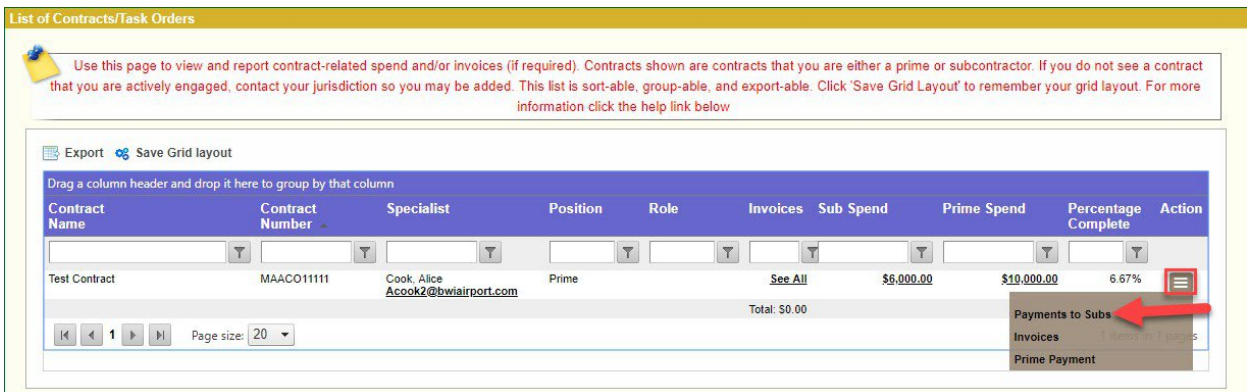 List of Contracts/Task Orders
Use this page to view and report contract-related spend and/or invoices (if required). Contracts shown are contracts that you are either a prime or subcontractor. If you do not see a contract
that you are actively engaged, contact your jurisdiction so you may be added. This list is sort-able, group-able, and export-able. Click 'Save Grid Layout' to remember your grid layout. For more
information click the help link below
Export Save Grid layout
Drag a column header and drop it here to group by that column
Contract Name Contract Number Specialist Position Role Invoices Sub Spend Prime Spend Percentage Complete Action
Test Contract MAACO11111 Cook, Alice Prime See All $6,000.00 $10,000.00 6.67%
Acook2@bwiairport.com
Total: $0.00
Payments to Subs
1 Page size: 20 Invoices 1 items in 1 pages
Prime Payment